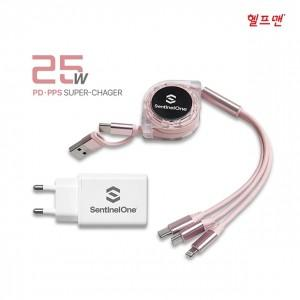 헬프맨
25W
PD·PPS SUPER-CHAGER
SentinelOne
SentinelOne